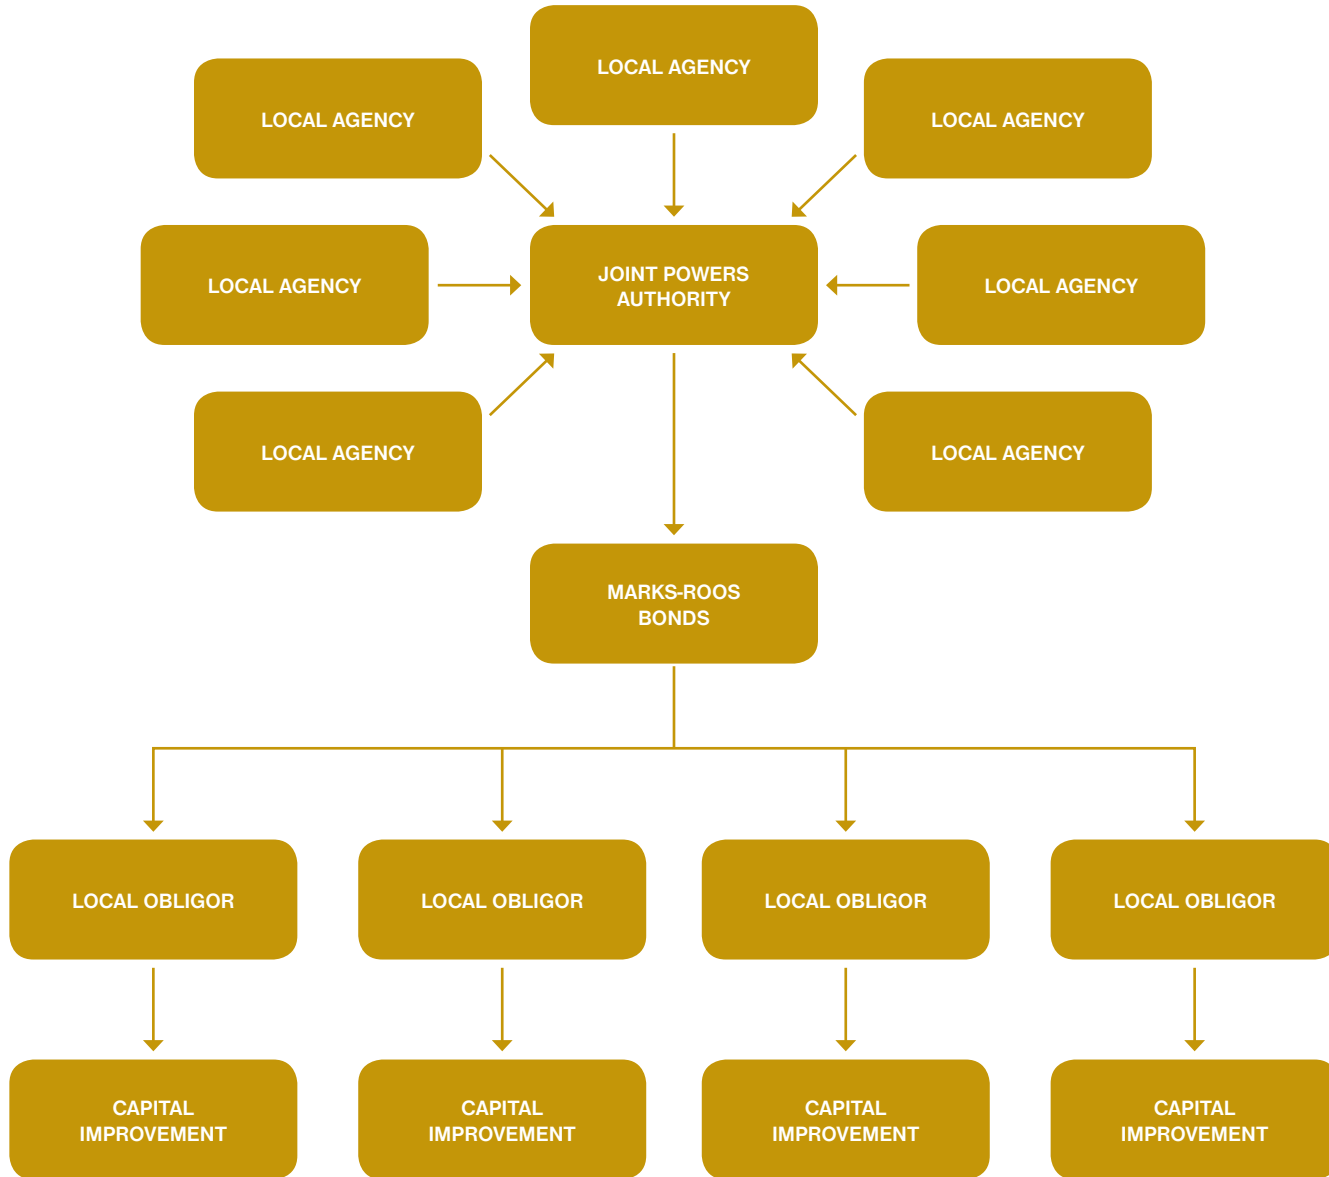 LOCAL AGENCY
LOCAL AGENCY
LOCAL AGENCY
LOCAL AGENCY
JOINT POWERS
AUTHORITY
LOCAL AGENCY
LOCAL AGENCY
LOCAL AGENCY
MARKS-ROOS
BONDS
LOCAL OBLIGOR
LOCAL OBLIGOR
LOCAL OBLIGOR
LOCAL OBLIGOR
CAPITAL
IMPROVEMENT
CAPITAL
IMPROVEMENT
CAPITAL
IMPROVEMENT
CAPITAL
IMPROVEMENT